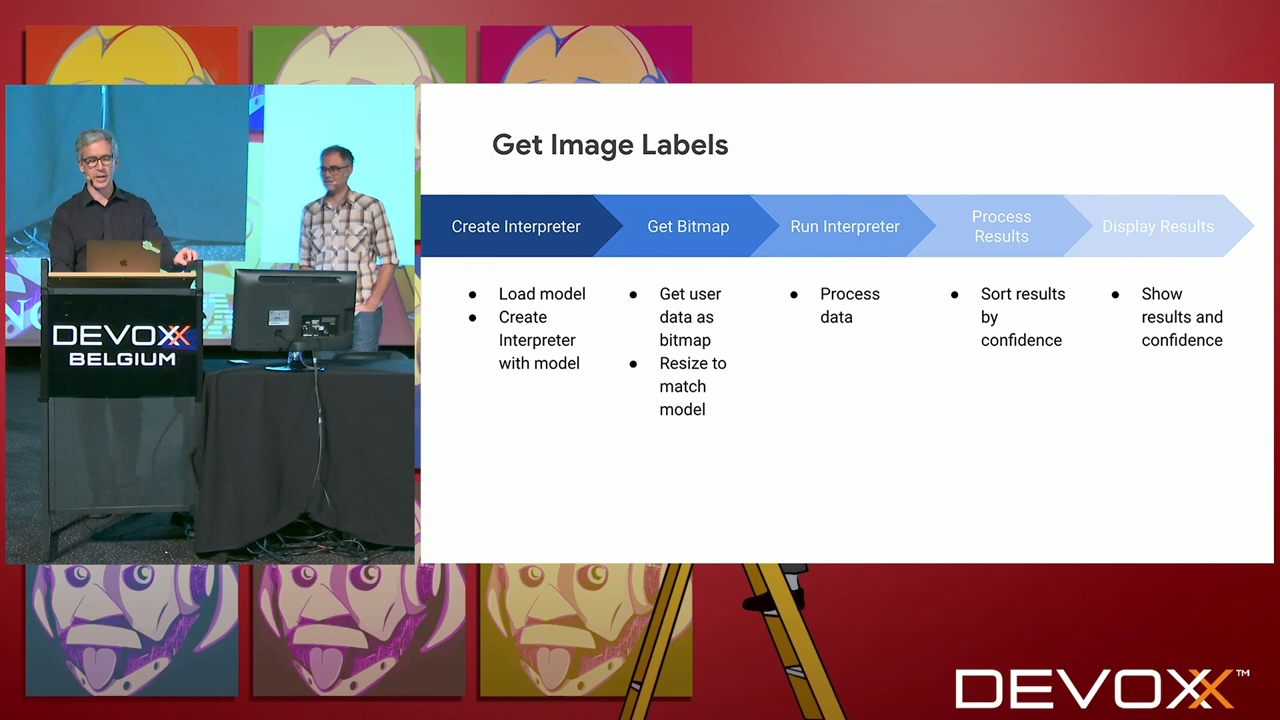 Get Image Labels
Create Interpreter
Get Bitmap
Run Interpreter
Process
Results
Display Results
● Load model
● Create
Interpreter
with model
● Get user
data as
bitmap
● Resize to
match
model
● Process
data
● Sort results
by
confidence
● Show
results and
confidence
DEVOXX
BELGIUM
DEVOXX™